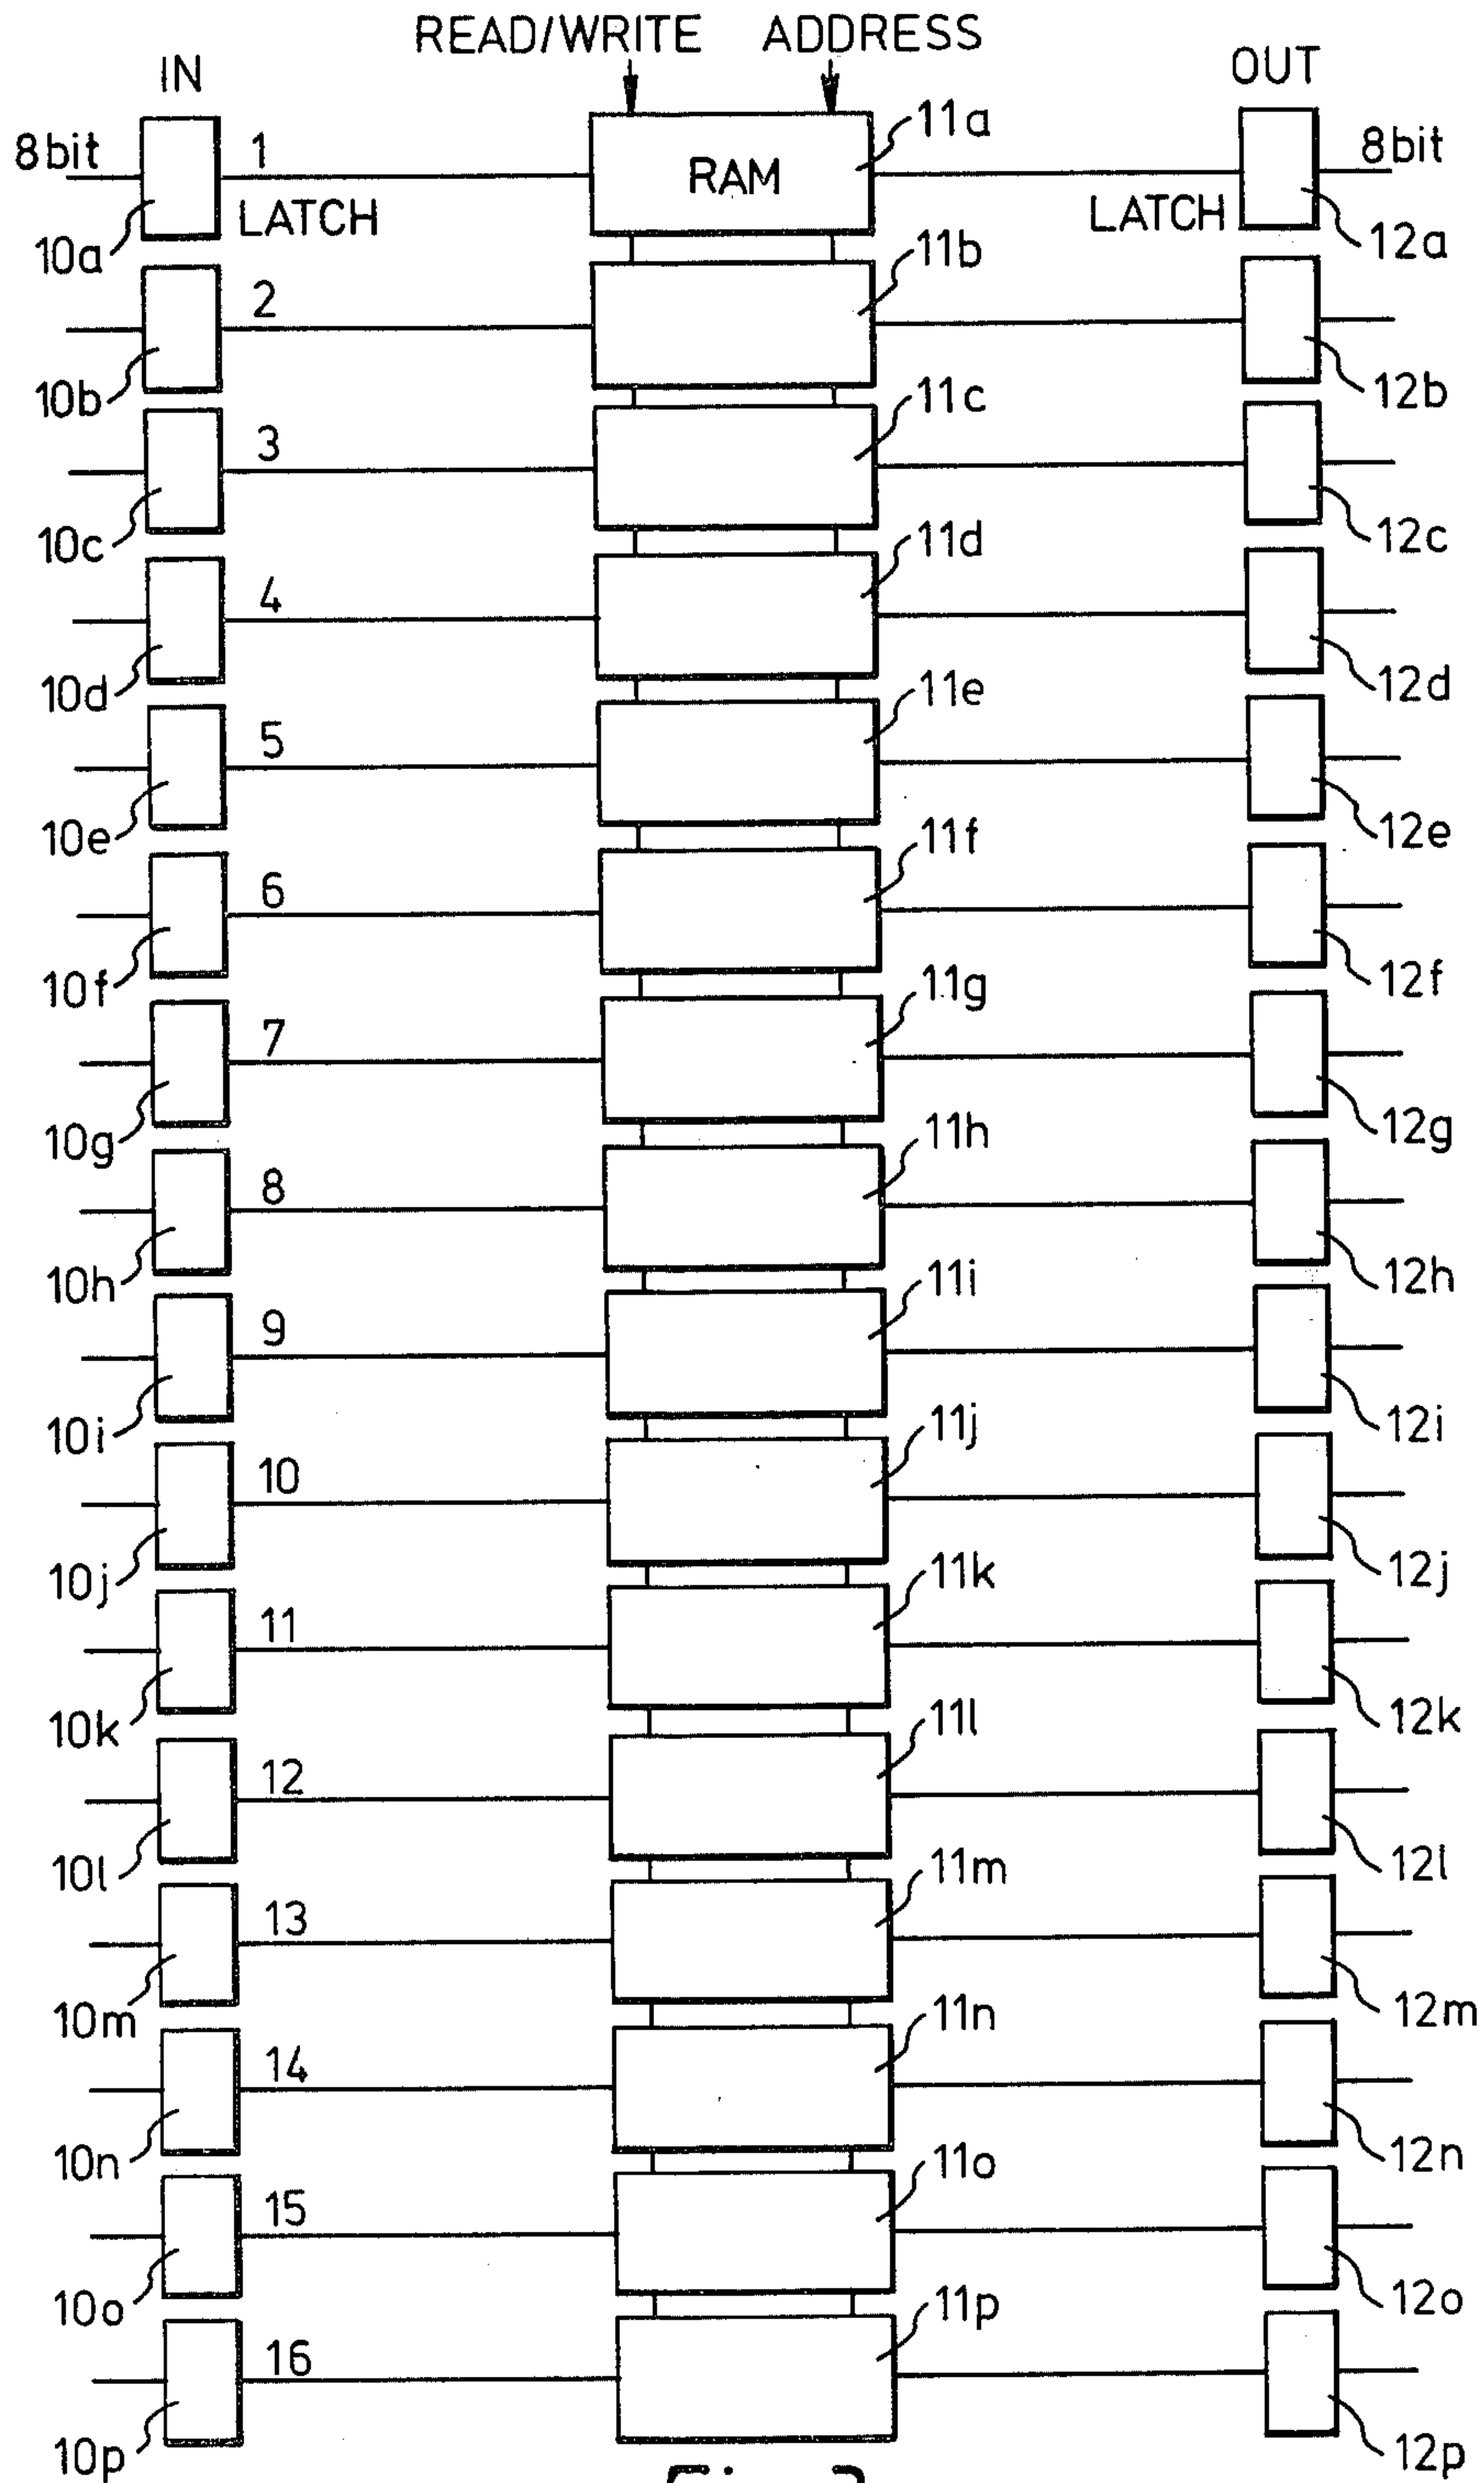 READ/WRITE ADDRESS
IN OUT
8bit 1 RAM 11a 8bit
LATCH LATCH
10a 12a
11b
2
10b 12b
11c
3
10c 12c
11d
4
10d 12d
11e
5
10e 12e
11f
6
10f 12f
11g
7
10g 12g
11h
8
10h 12h
11i
9
10i 12i
11j
10
10j 12j
11k
11
10k 12k
11l
12
10l 12l
11m
13
10m 12m
11n
14
10n 12n
11o
15
10o 12o
11p
16
10p 12p